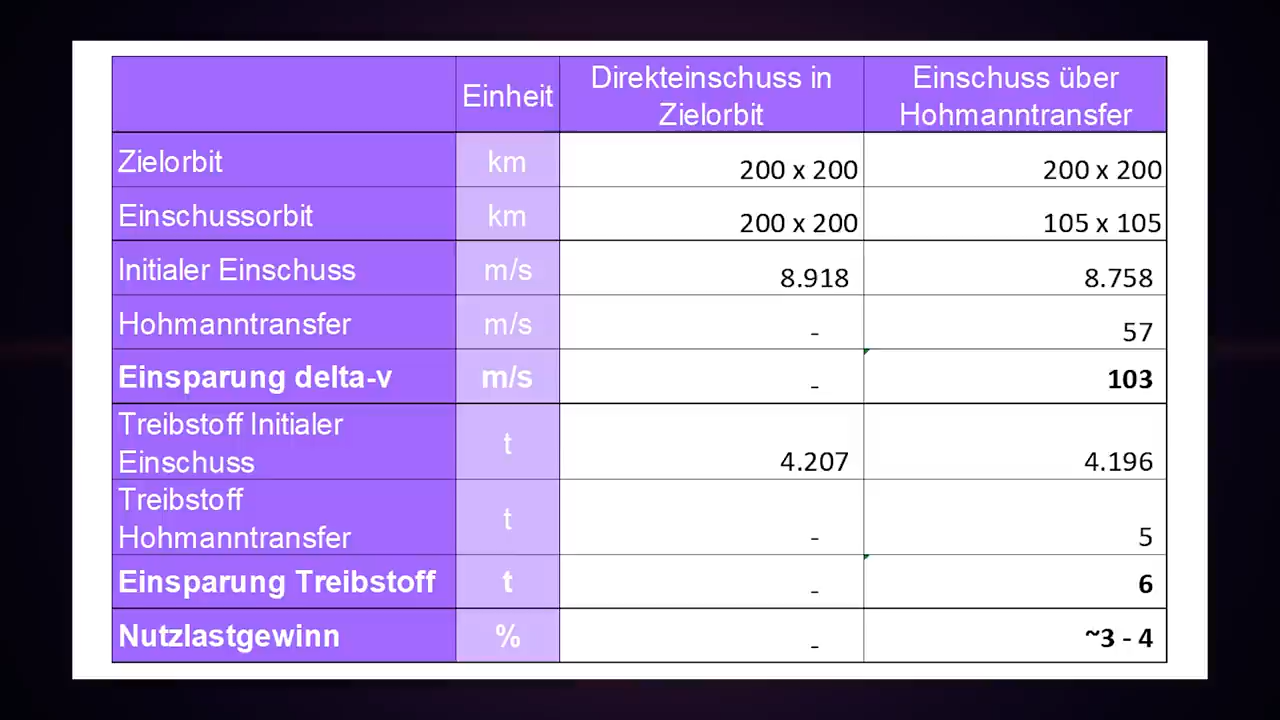 Einheit Direkteinschuss in Zielorbit Einschuss über Hohmanntransfer
Zielorbit km 200 x 200 200 x 200
Einschussorbit km 200 x 200 105 x 105
Initialer Einschuss m/s 8.918 8.758
Hohmanntransfer m/s - 57
Einsparung delta-v m/s - 103
Treibstoff Initialer Einschuss t 4.207 4.196
Treibstoff Hohmanntransfer t - 5
Einsparung Treibstoff t - 6
Nutzlastgewinn % - ~3 - 4